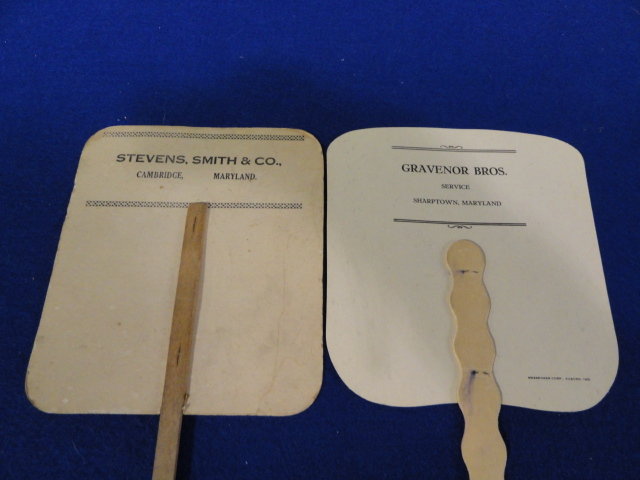 STEVENS, SMITH & CO.,
CAMBRIDGE, MARYLAND.
GRAVENOR BROS.
SERVICE
SHARPTOWN, MARYLAND